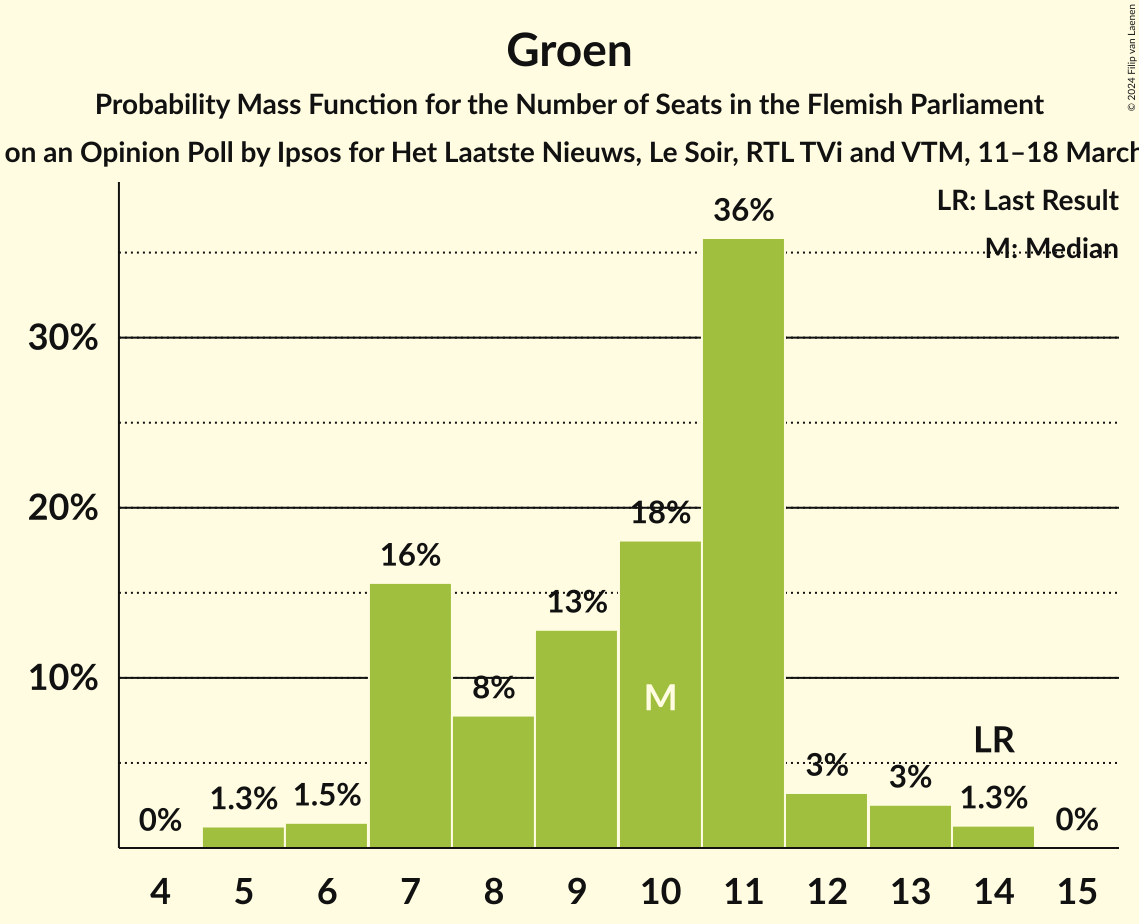 Groen
Probability Mass Function for the Number of Seats in the Flemish Parliament
on an Opinion Poll by Ipsos for Het Laatste Nieuws, Le Soir, RTL TVi and VTM, 11–18 March
© 2024 Filip van Laenen
LR: Last Result
M: Median
30%
20%
10%
0%
1.3%
1.5%
16%
8%
13%
18%
36%
3%
3%
1.3%
0%
M
LR
4 5 6 7 8 9 10 11 12 13 14 15